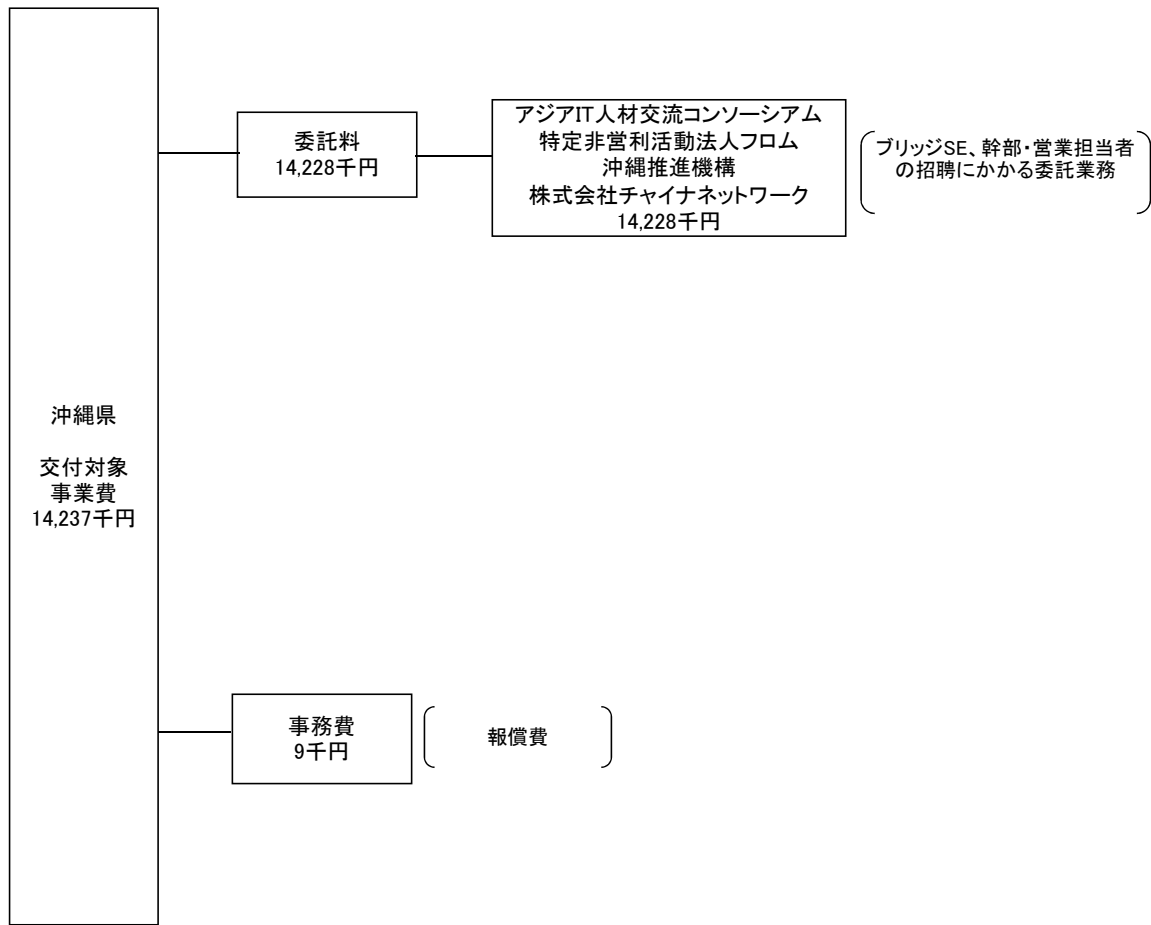 沖縄県
交付対象
事業費
14,237千円
委託料
14,228千円
アジアIT人材交流コンソーシアム
特定非営利活動法人フロム
沖縄推進機構
株式会社チャイナネットワーク
14,228千円
ブリッジSE、幹部・営業担当者
の招聘にかかる委託業務
事務費
9千円
報償費